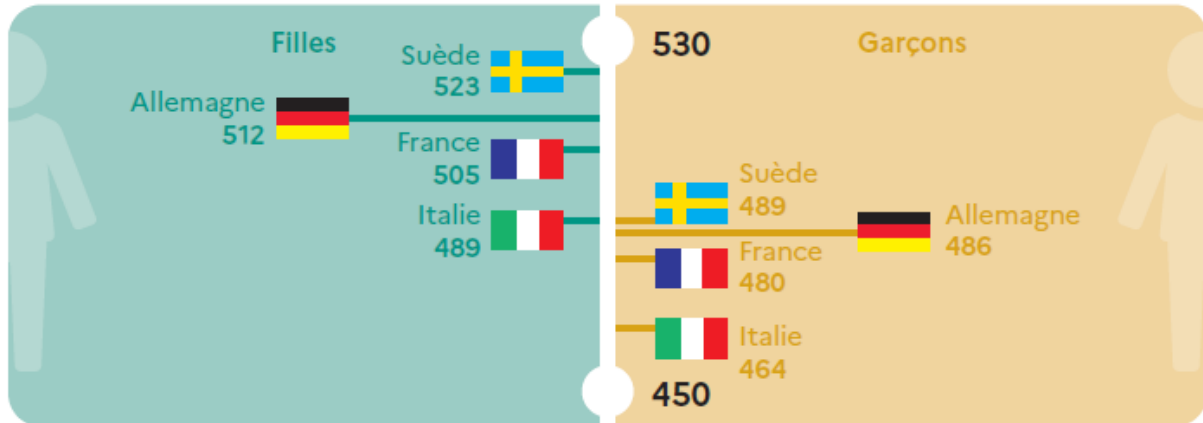 Filles
Suède
523
Allemagne
512
France
505
Italie
489
530
Garçons
Suède
489
Allemagne
486
France
480
Italie
464
450